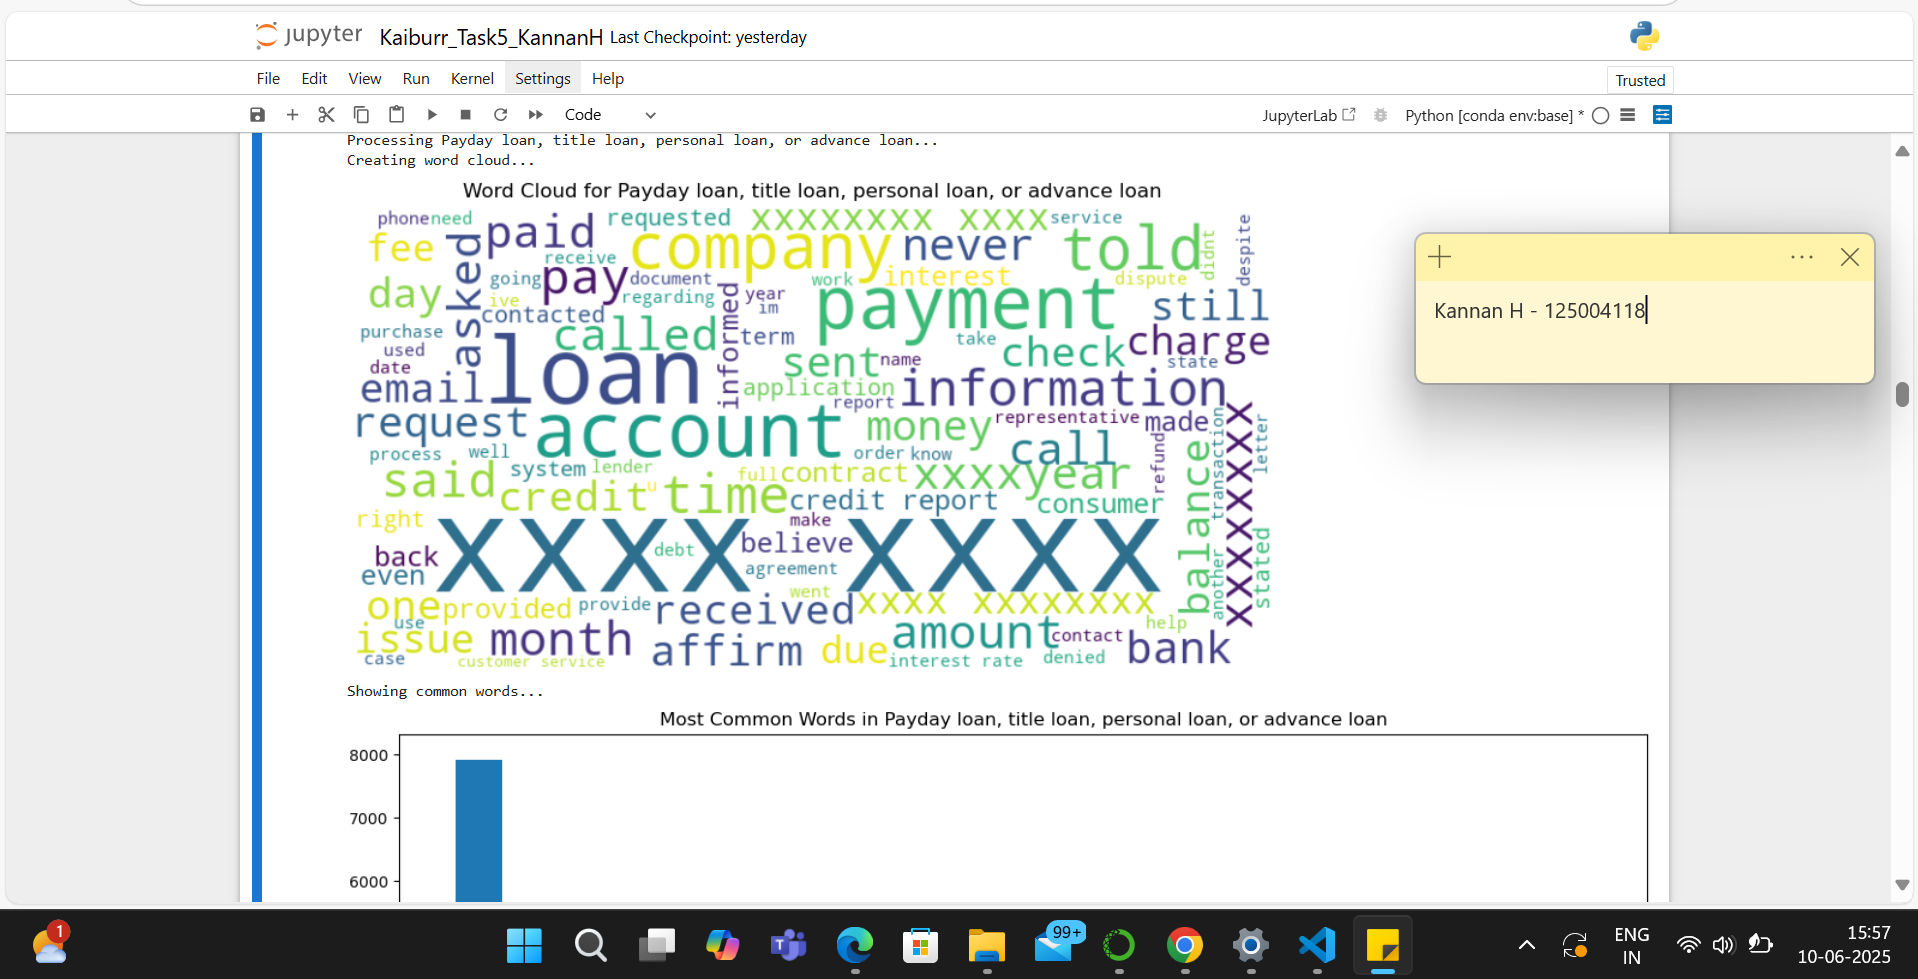 jupyter Kaiburr_Task5_KannanH Last Checkpoint: yesterday
File Edit View Run Kernel Settings Help
Trusted
Code
JupyterLab
Python [conda env:base] *
Processing Payday loan, title loan, personal loan, or advance loan...
Creating word cloud...
Word Cloud for Payday loan, title loan, personal loan, or advance loan
phone need paid requested xxxxxxxx xxxx service despite
fee asked receive company never told didnt
day going pay document work interest dispute
ive regarding informed year payment still
contacted im
purchase called term take check charge
used loan sent name state
date application
email report information
request account money representative made xxxxxxxx
process well order know call refund transaction letter
said system lender full contract xxxxyear balance
credit u time credit report consumer
right make
back xxxx xxxx debt believe another stated
even agreement
one provided provide went received xxxx xxxxxxxx
use help
issue month affirm due amount contact bank
case customer service interest rate denied
Showing common words...
Most Common Words in Payday loan, title loan, personal loan, or advance loan
8000
7000
6000
Kannan H - 125004118
1
99+
ENG
IN
15:57
10-06-2025